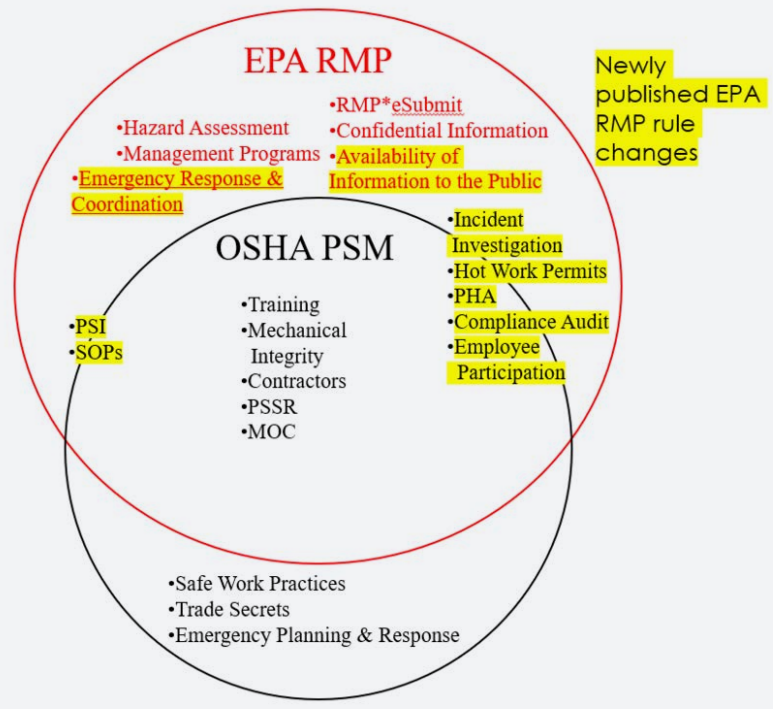 EPA RMP
•Hazard Assessment
•Management Programs
•Emergency Response &
Coordination
•RMP*eSubmit
•Confidential Information
•Availability of
Information to the Public
Newly
published EPA
RMP rule
changes
OSHA PSM
•PSI
•SOPs
•Training
•Mechanical
Integrity
•Contractors
•PSSR
•MOC
•Incident
Investigation
•Hot Work Permits
•PHA
•Compliance Audit
•Employee
Participation
•Safe Work Practices
•Trade Secrets
•Emergency Planning & Response